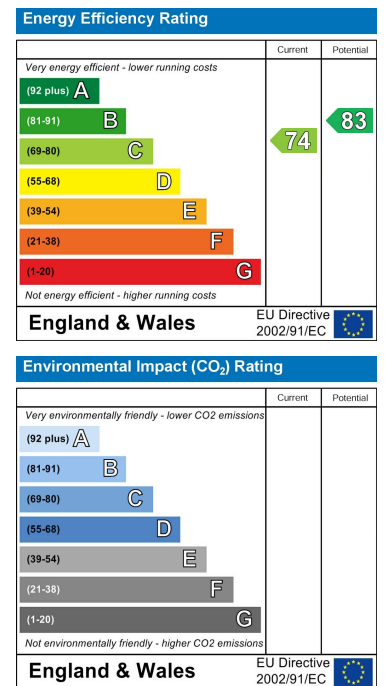 Energy Efficiency Rating
Current Potential
Very energy efficient - lower running costs
(92 plus) A
(81-91) B
83
(69-80) C
74
(55-68) D
(39-54) E
(21-38) F
(1-20) G
Not energy efficient - higher running costs
England & Wales
EU Directive
2002/91/EC
Environmental Impact (CO₂) Rating
Current Potential
Very environmentally friendly - lower CO2 emissions
(92 plus) A
(81-91) B
(69-80) C
(55-68) D
(39-54) E
(21-38) F
(1-20) G
Not environmentally friendly - higher CO2 emissions
England & Wales
EU Directive
2002/91/EC